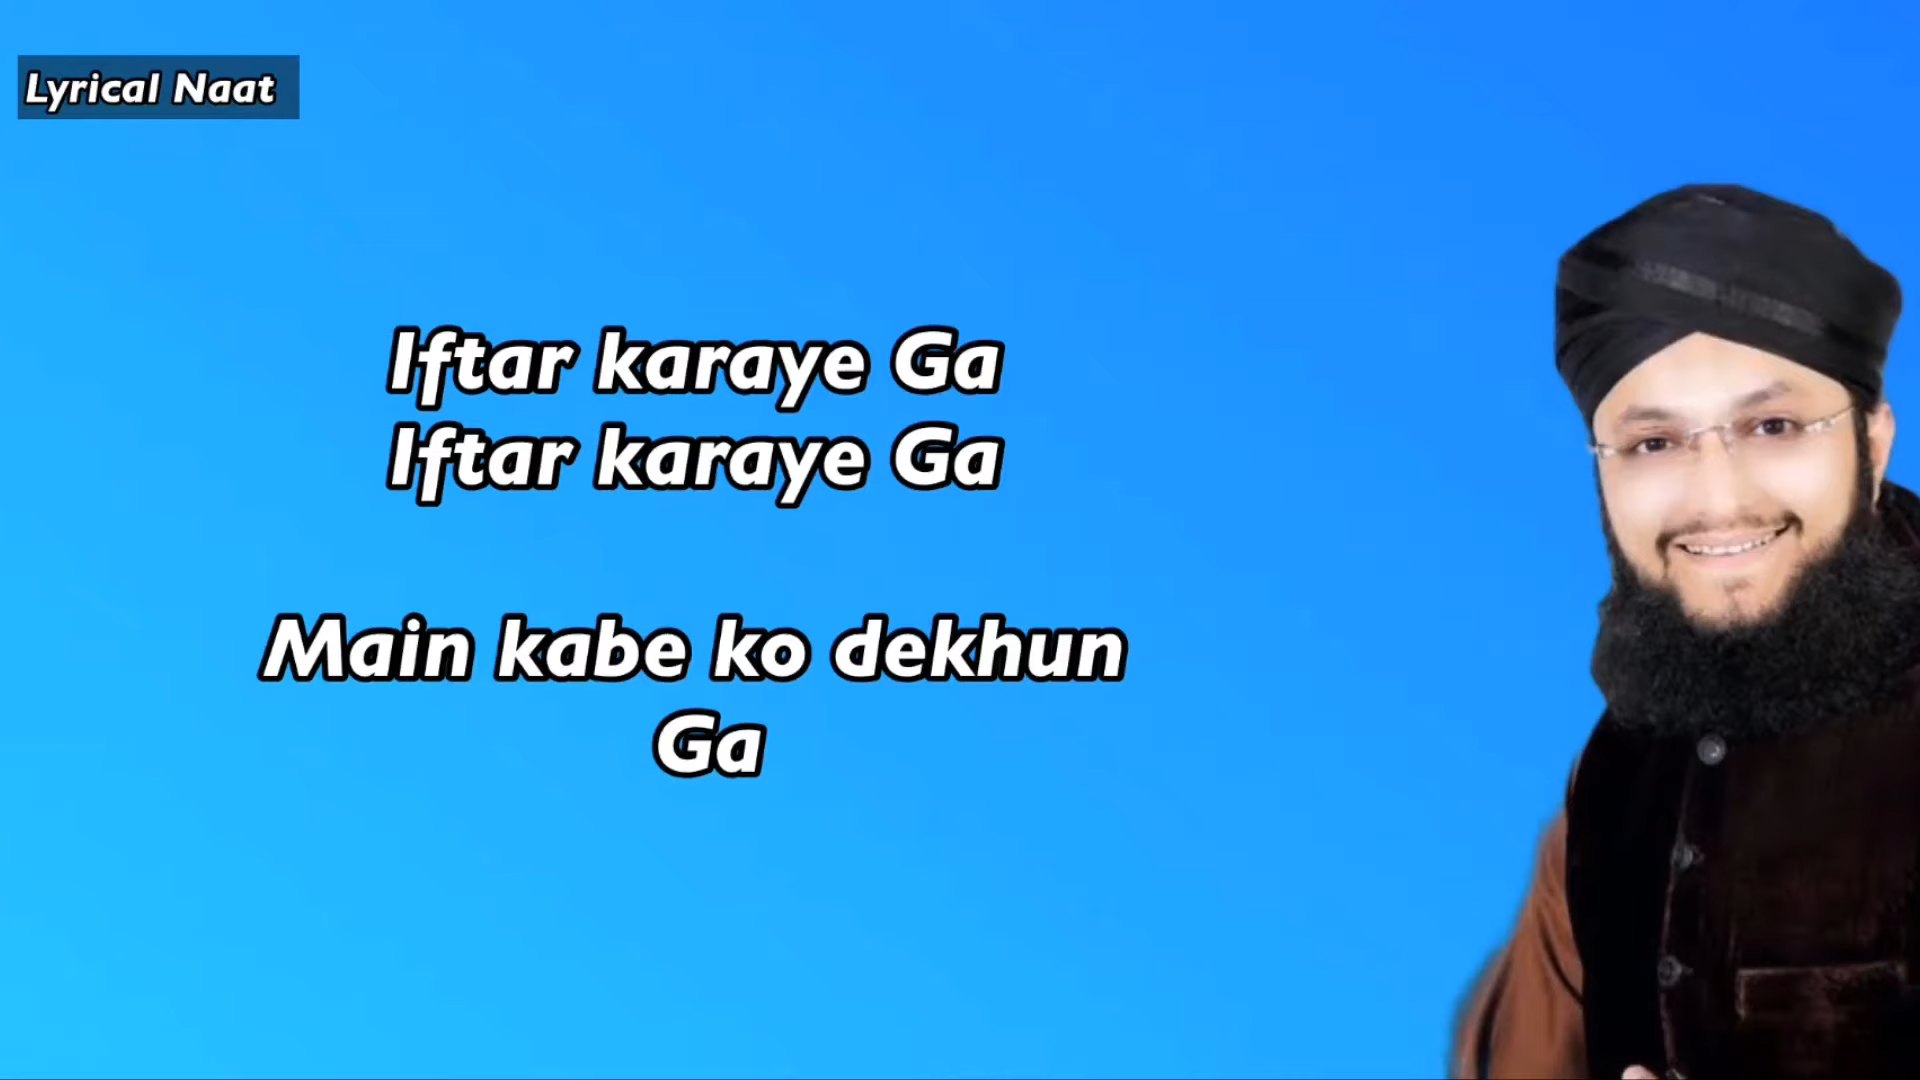 Lyrical Naat
Iftar karaye Ga
Iftar karaye Ga
Main kabe ko dekhun
Ga